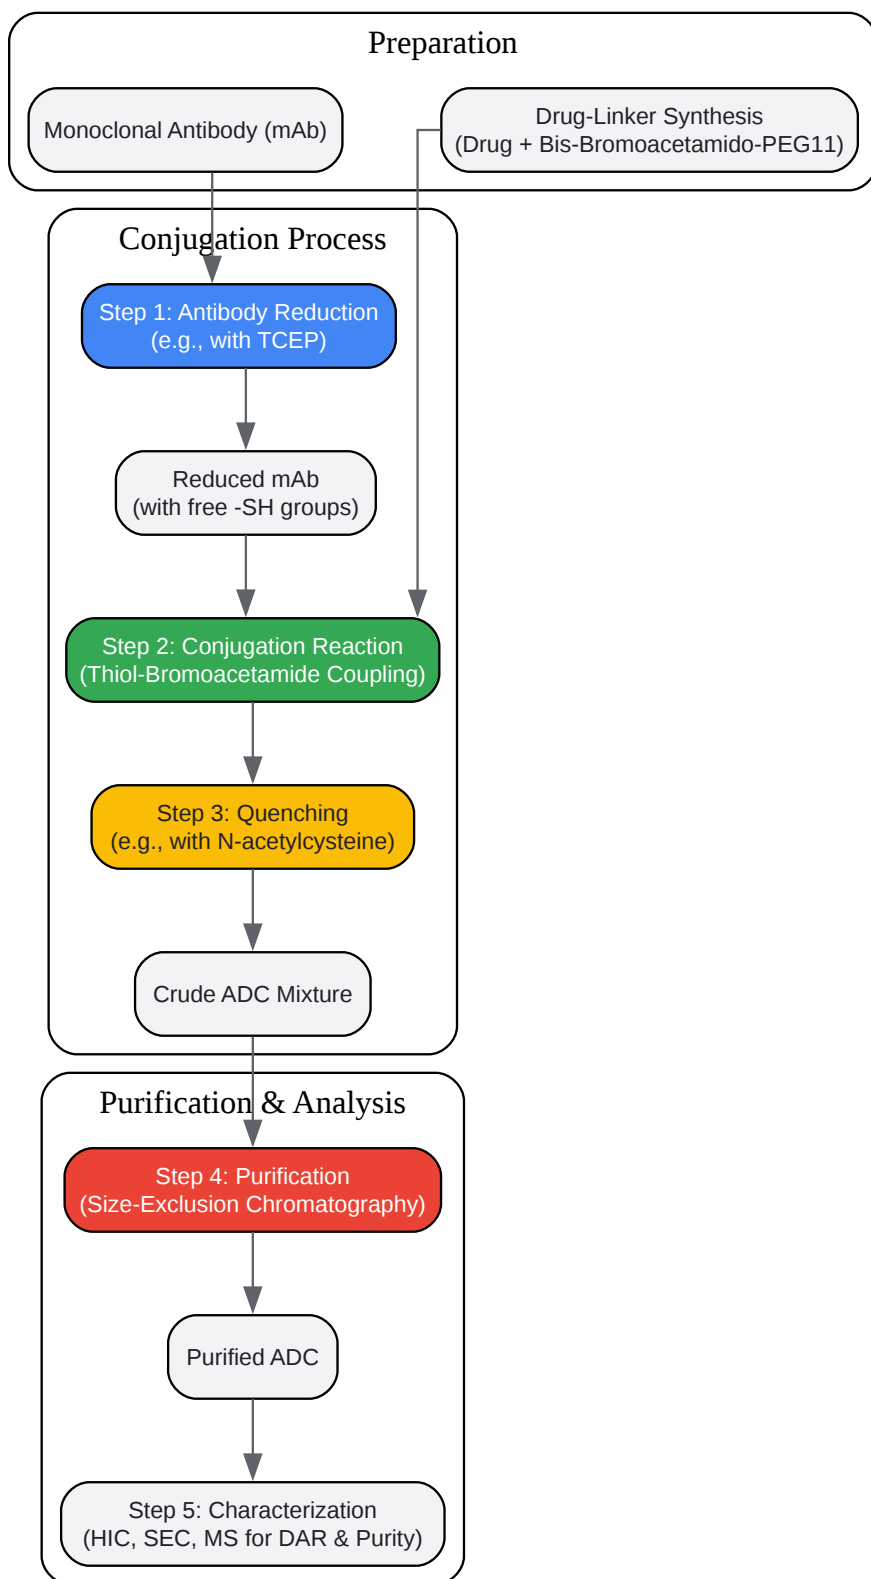 Preparation
Monoclonal Antibody (mAb)
Drug-Linker Synthesis
(Drug + Bis-Bromoacetamido-PEG11)
Conjugation Process
Step 1: Antibody Reduction
(e.g., with TCEP)
Reduced mAb
(with free -SH groups)
Step 2: Conjugation Reaction
(Thiol-Bromoacetamide Coupling)
Step 3: Quenching
(e.g., with N-acetylcysteine)
Crude ADC Mixture
Purification & Analysis
Step 4: Purification
(Size-Exclusion Chromatography)
Purified ADC
Step 5: Characterization
(HIC, SEC, MS for DAR & Purity)